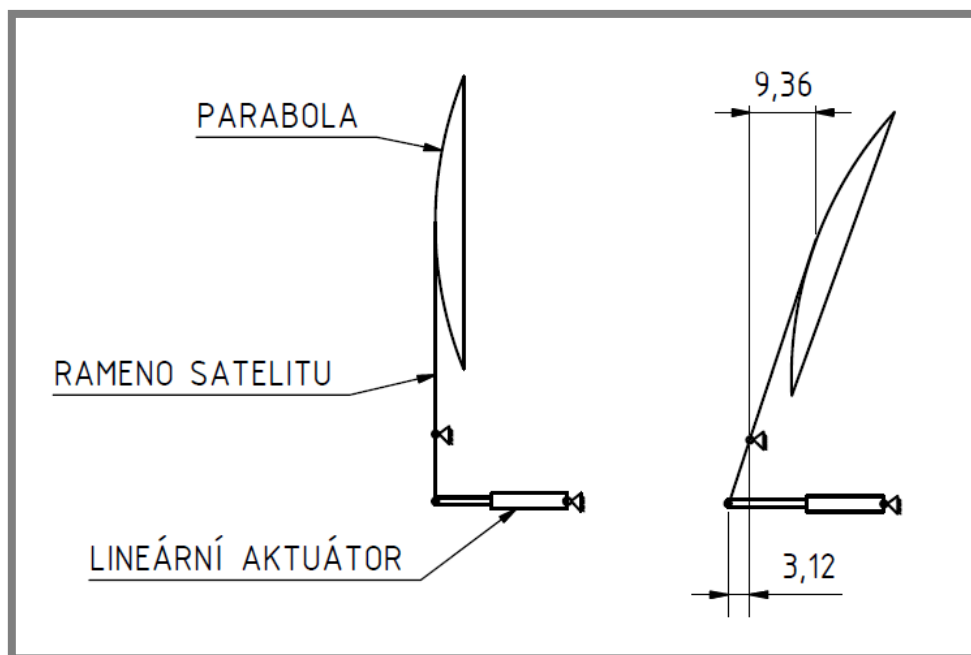 PARABOLA
9,36
RAMENO SATELITU
LINEÁRNÍ AKTUÁTOR
3,12